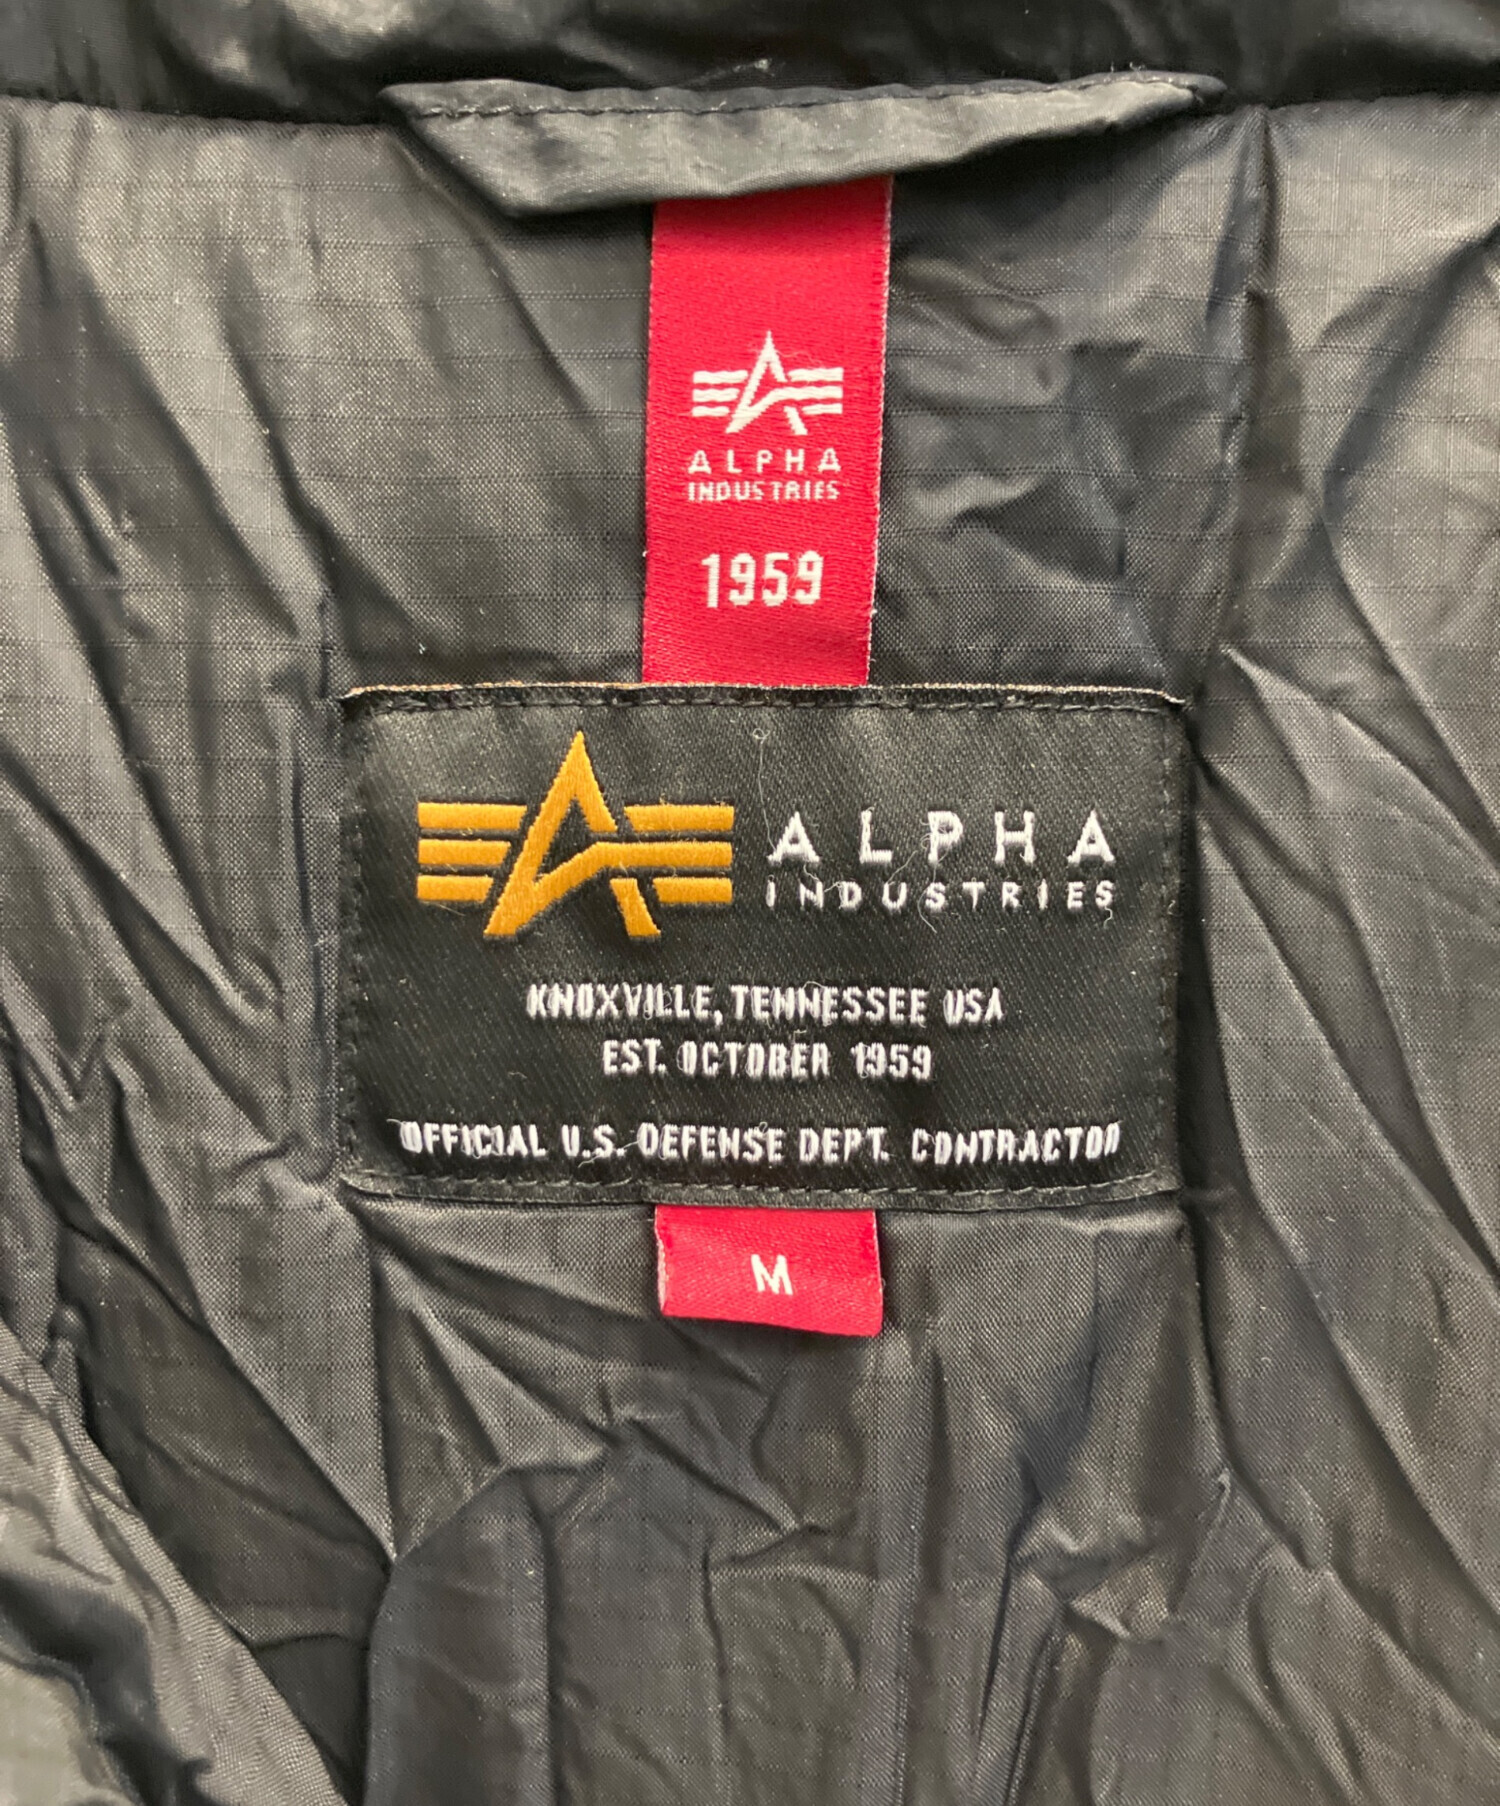 ALPHA
INDUSTRIES
1959
ALPHA
INDUSTRIES
KNOXVILLE, TENNESSEE USA
EST. OCTOBER 1959
OFFICIAL U.S. DEFENSE DEPT. CONTRACTOR
M